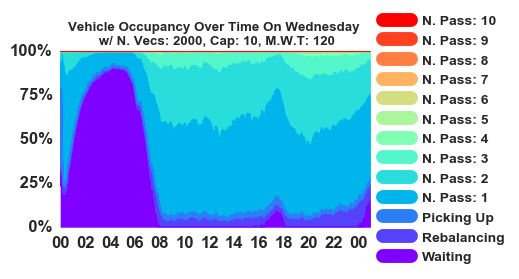 Vehicle Occupancy Over Time On Wednesday
w/ N. Vecs: 2000, Cap: 10, M.W.T: 120
100%
75%
50%
25%
0%
00 02 04 06 08 10 12 14 16 18 20 22 00
N. Pass: 10
N. Pass: 9
N. Pass: 8
N. Pass: 7
N. Pass: 6
N. Pass: 5
N. Pass: 4
N. Pass: 3
N. Pass: 2
N. Pass: 1
Picking Up
Rebalancing
Waiting